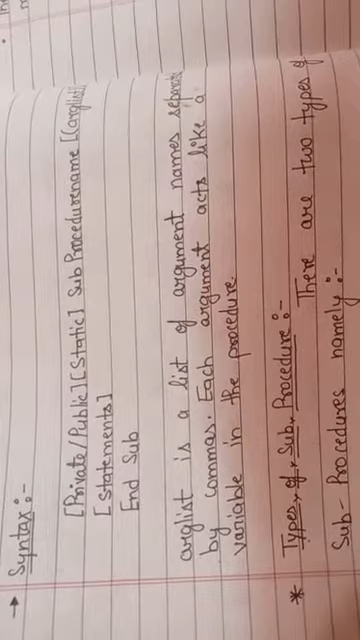 → Syntax :-
[Private/Public][Static] Sub Procedurename [(arglist)]
[statements]
End Sub
arglist is a list of argument names separate
by commas. Each argument acts like a
variable in the procedure.
* Types of Sub Procedure :-
There are two types of
Sub- Procedures namely :-